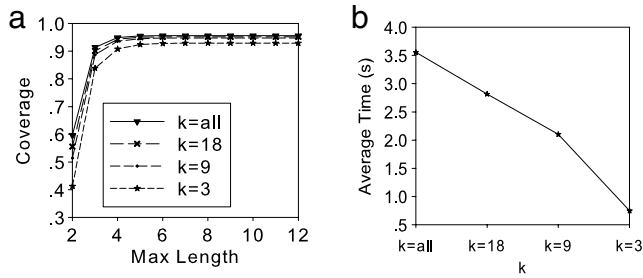 a
Coverage
1.0
.9
.8
.7
.6
.5
.4
.3
k=all
k=18
k=9
k=3
2 4 6 8 10 12
Max Length
b
Average Time (s)
4.0
3.5
3.0
2.5
2.0
1.5
1.0
.5
k=all k=18 k=9 k=3
k